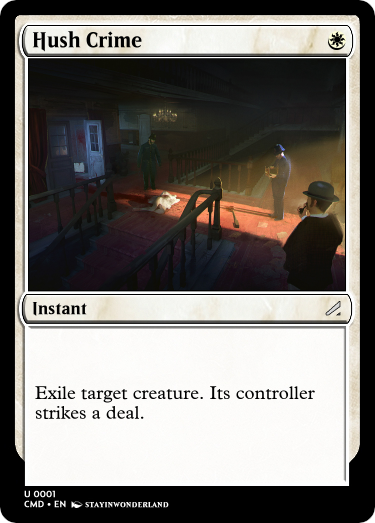 Hush Crime
Instant
Exile target creature. Its controller
strikes a deal.
U 0001
CMD • EN STAYINWONDERLAND